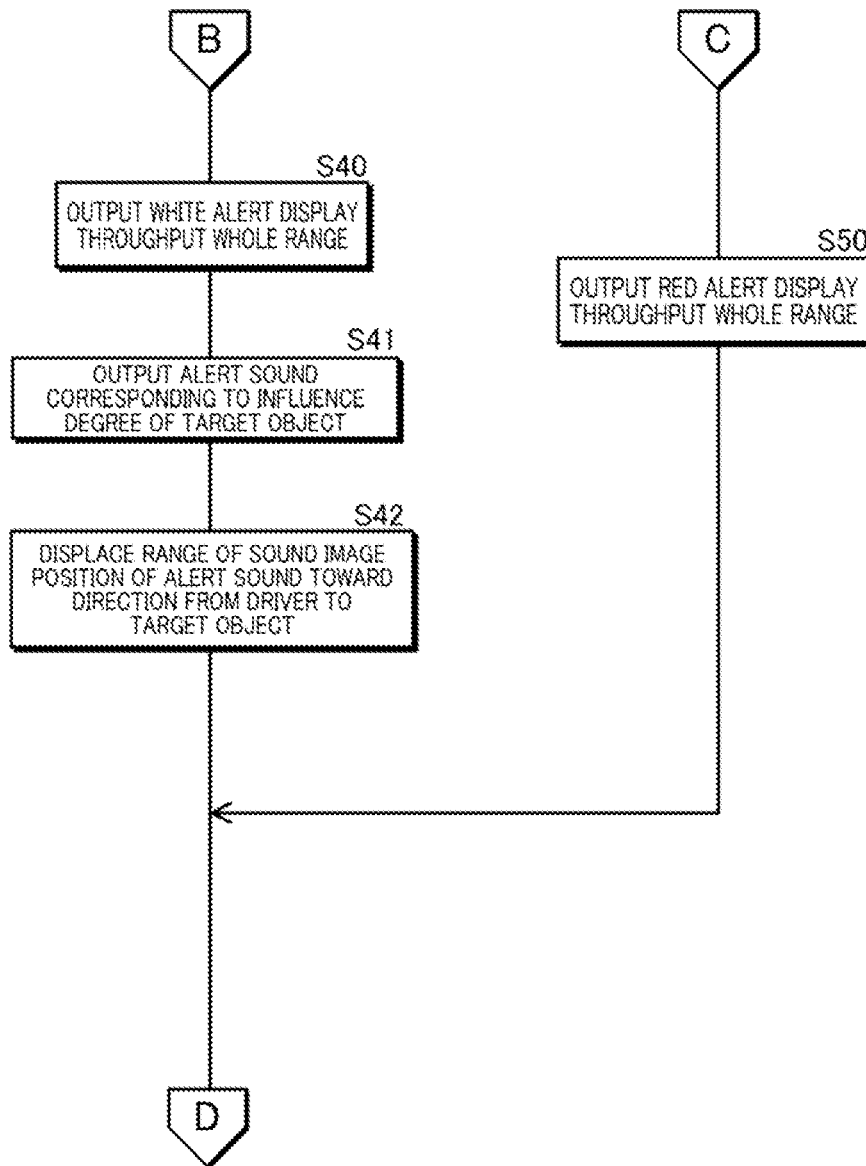 B
C
S40
OUTPUT WHITE ALERT DISPLAY
THROUGHPUT WHOLE RANGE
S50
OUTPUT RED ALERT DISPLAY
THROUGHPUT WHOLE RANGE
S41
OUTPUT ALERT SOUND
CORRESPONDING TO INFLUENCE
DEGREE OF TARGET OBJECT
S42
DISPLACE RANGE OF SOUND IMAGE
POSITION OF ALERT SOUND TOWARD
DIRECTION FROM DRIVER TO
TARGET OBJECT
D